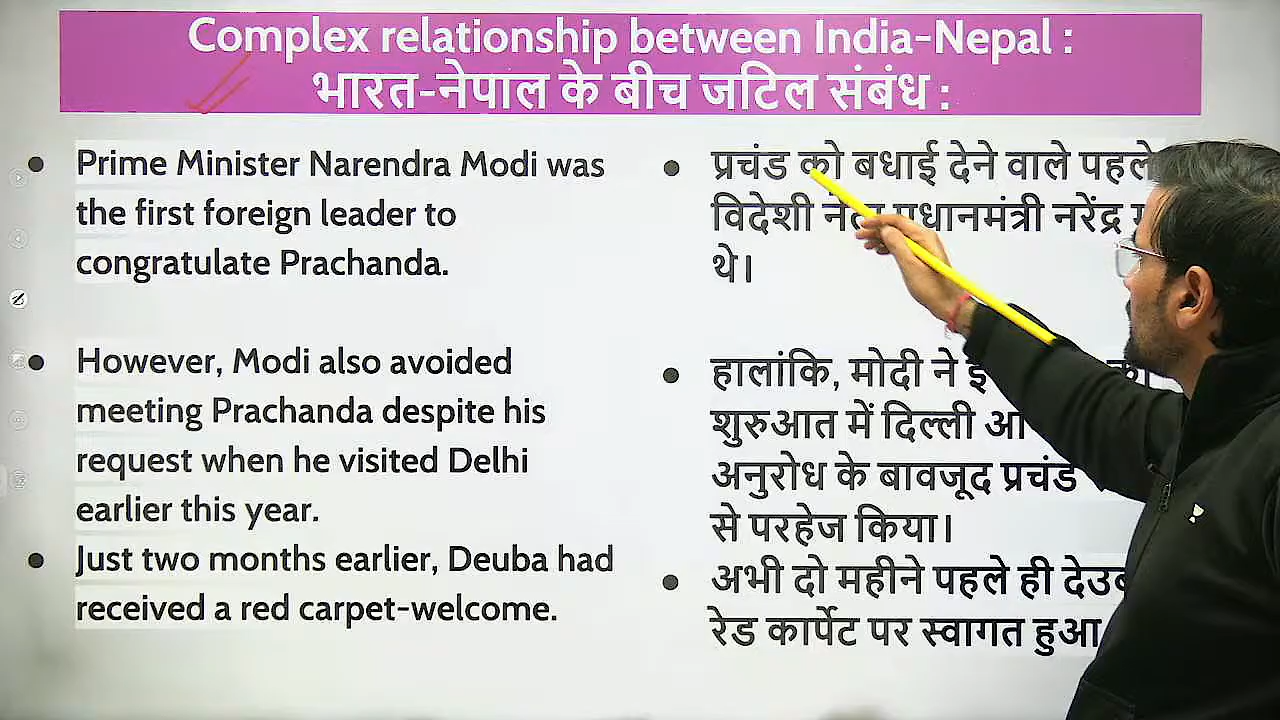 Complex relationship between India-Nepal :
भारत-नेपाल के बीच जटिल संबंध :
Prime Minister Narendra Modi was
the first foreign leader to
congratulate Prachanda.
However, Modi also avoided
meeting Prachanda despite his
request when he visited Delhi
earlier this year.
Just two months earlier, Deuba had
received a red carpet-welcome.
प्रचंड को बधाई देने वाले पहले
विदेशी नेता प्रधानमंत्री नरेंद्र
थे।
हालांकि, मोदी ने
शुरुआत में दिल्ली
अनुरोध के बावजूद प्रचंड
से परहेज किया।
अभी दो महीने पहले ही
रेड कार्पेट पर स्वागत हुआ